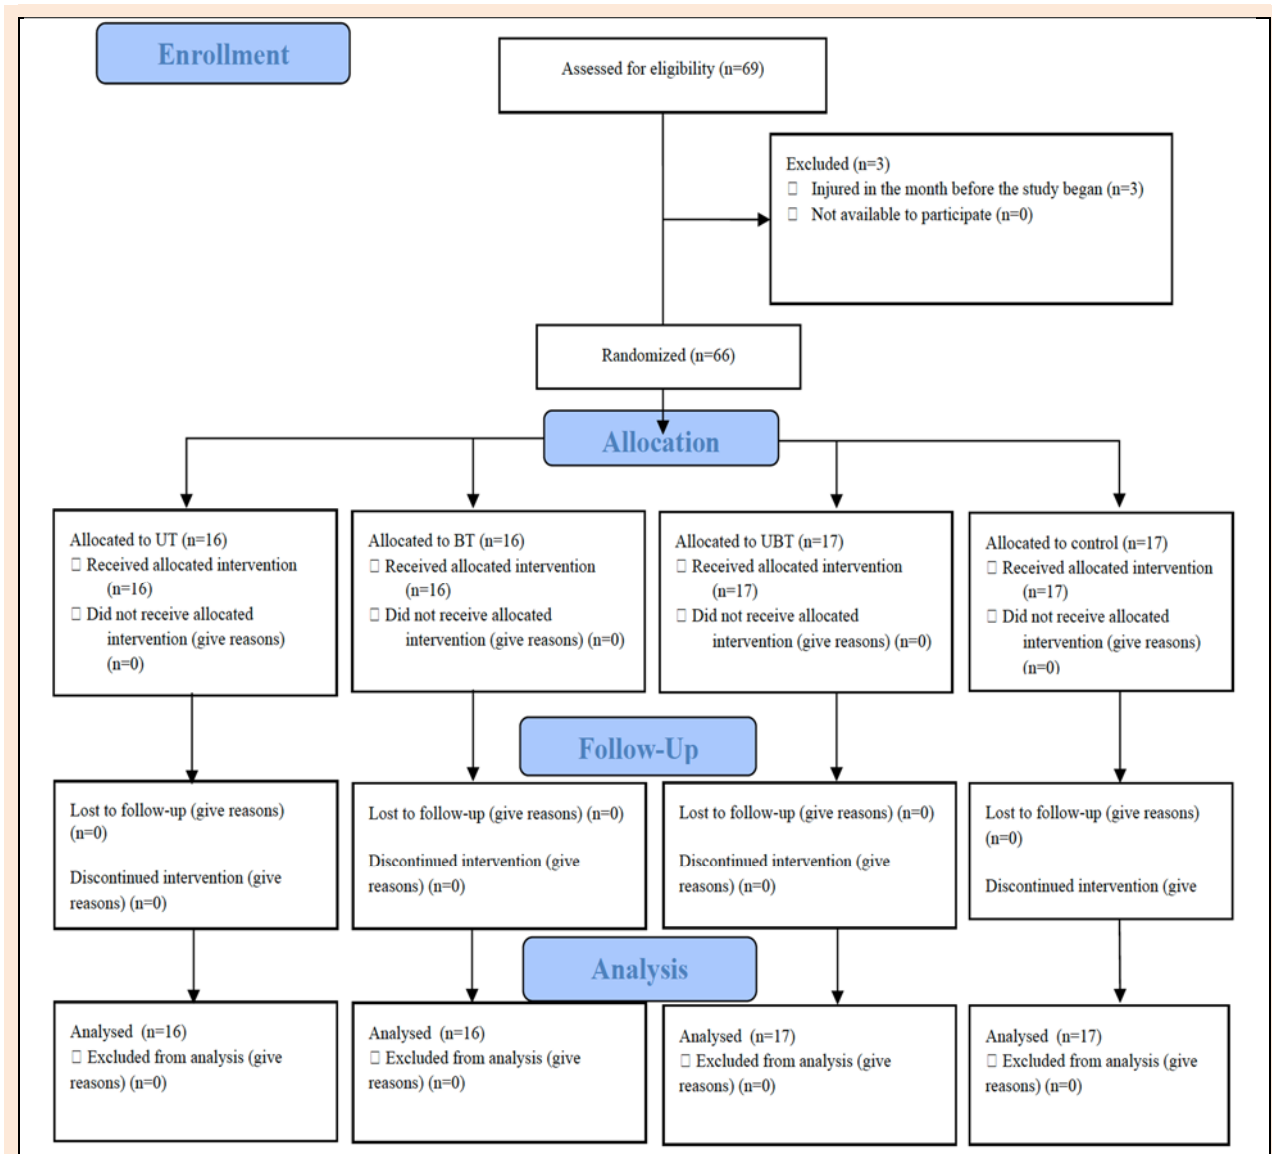 Enrollment
Assessed for eligibility (n=69)
Excluded (n=3)
Injured in the month before the study began (n=3)
Not available to participate (n=0)
Randomized (n=66)
Allocation
Allocated to UT (n=16)
Received allocated intervention
(n=16)
Did not receive allocated
intervention (give reasons)
(n=0)
Allocated to BT (n=16)
Received allocated intervention
(n=16)
Did not receive allocated
intervention (give reasons) (n=0)
Allocated to UBT (n=17)
Received allocated intervention
(n=17)
Did not receive allocated
intervention (give reasons) (n=0)
Allocated to control (n=17)
Received allocated intervention
(n=17)
Did not receive allocated
intervention (give reasons)
(n=0)
Follow-Up
Lost to follow-up (give reasons)
(n=0)
Discontinued intervention (give
reasons) (n=0)
Lost to follow-up (give reasons) (n=0)
Discontinued intervention (give
reasons) (n=0)
Lost to follow-up (give reasons) (n=0)
Discontinued intervention (give
reasons) (n=0)
Lost to follow-up (give reasons)
(n=0)
Discontinued intervention (give
Analysis
Analysed (n=16)
Excluded from analysis (give
reasons) (n=0)
Analysed (n=16)
Excluded from analysis (give
reasons) (n=0)
Analysed (n=17)
Excluded from analysis (give
reasons) (n=0)
Analysed (n=17)
Excluded from analysis (give
reasons) (n=0)